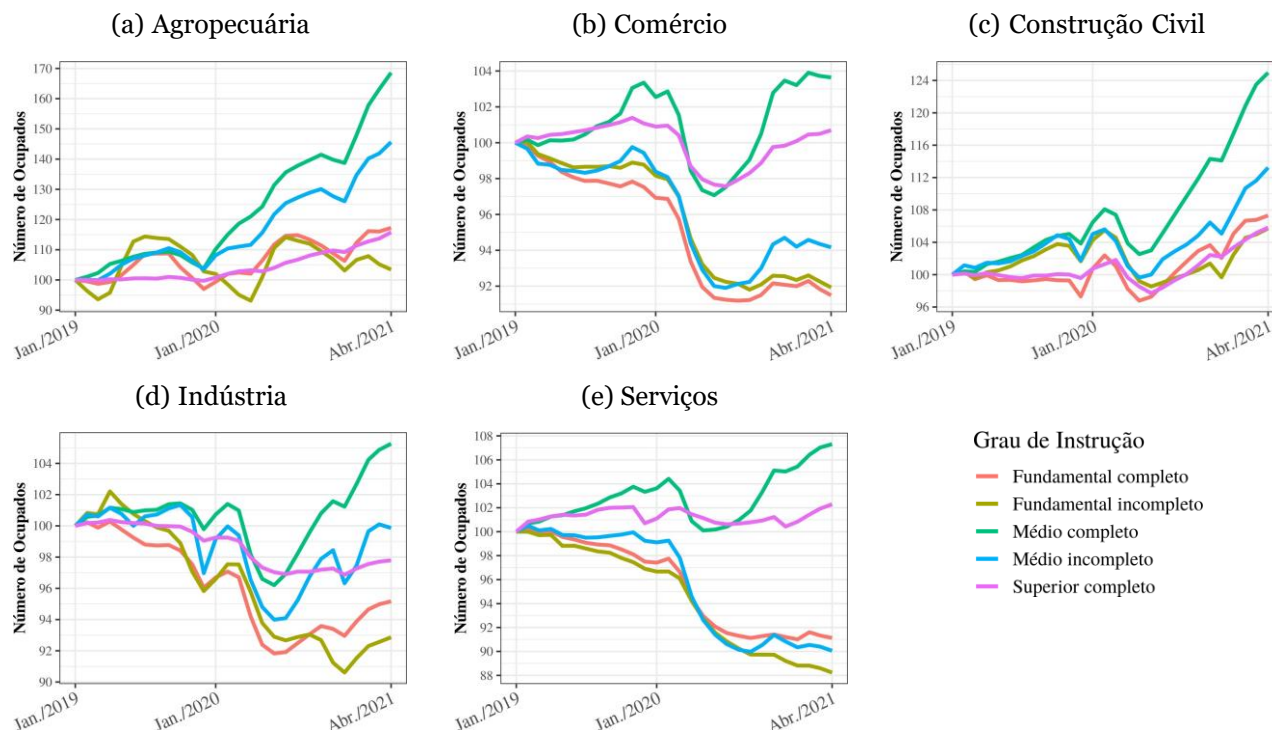 (a) Agropecuária
Número de Ocupados
170
160
150
140
130
120
110
100
90
Jan./2019
Jan./2020
Abr./2021
(b) Comércio
Número de Ocupados
104
102
100
98
96
94
92
Jan./2019
Jan./2020
Abr./2021
(c) Construção Civil
Número de Ocupados
124
120
116
112
108
104
100
96
Jan./2019
Jan./2020
Abr./2021
(d) Indústria
Número de Ocupados
104
102
100
98
96
94
92
90
Jan./2019
Jan./2020
Abr./2021
(e) Serviços
Número de Ocupados
108
106
104
102
100
98
96
94
92
90
88
Jan./2019
Jan./2020
Abr./2021
Grau de Instrução
Fundamental completo
Fundamental incompleto
Médio completo
Médio incompleto
Superior completo